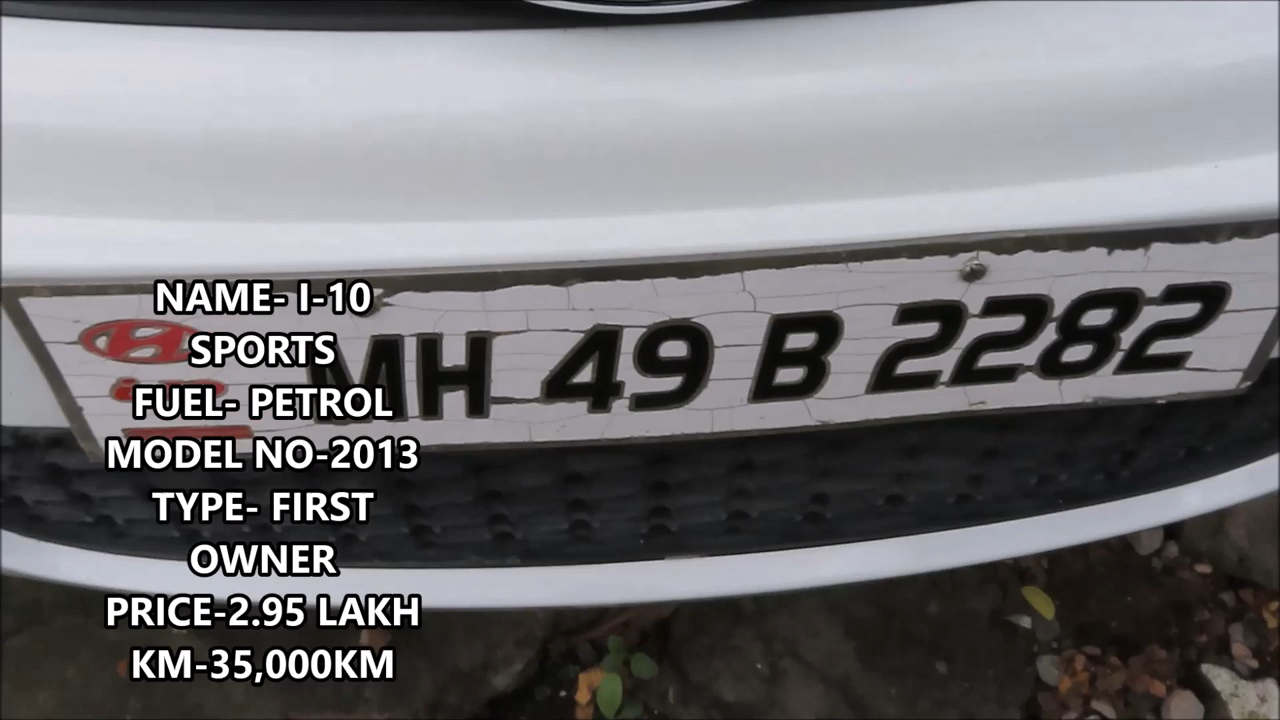 NAME- I-10
SPORTS
FUEL- PETROL
MODEL NO-2013
TYPE- FIRST
OWNER
PRICE-2.95 LAKH
KM-35,000KM
MH 49 B 2282